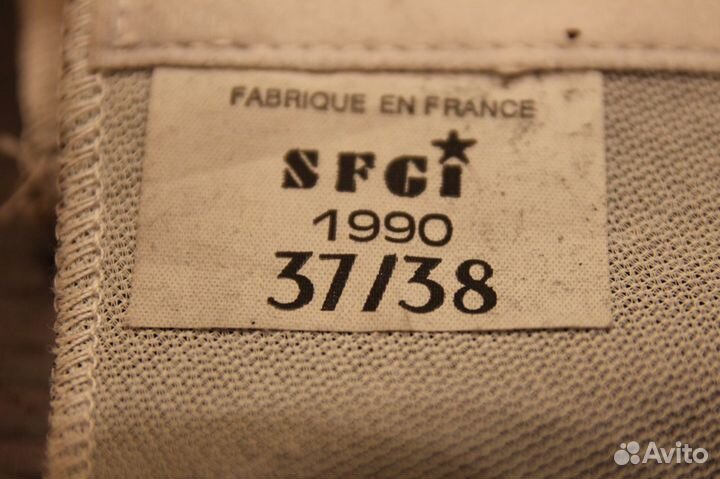 FABRIQUE EN FRANCE
SFGi
1990
37/38
Avito